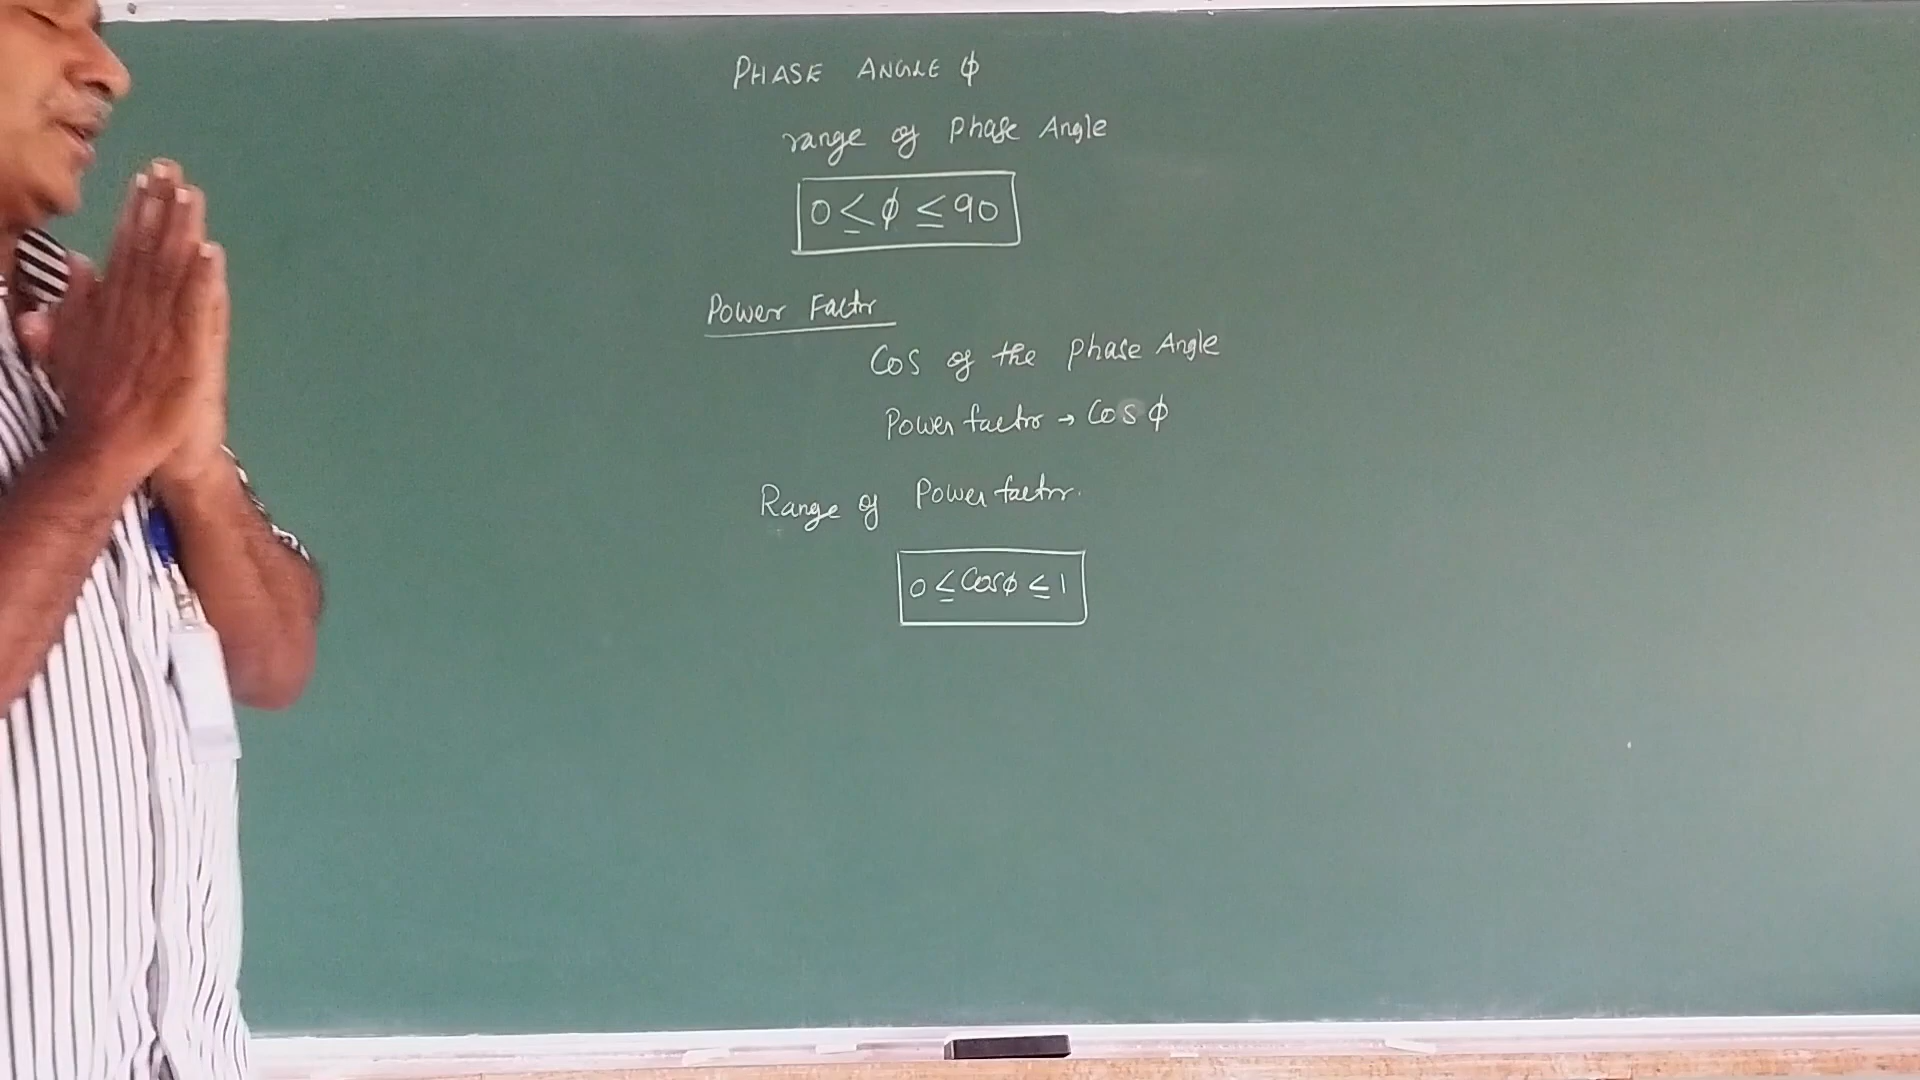 PHASE ANGLE ϕ
range of Phase Angle
0 ≤ ϕ ≤ 90
Power Factor
Cos of the Phase Angle
Power factor → Cos ϕ
Range of Power factor.
0 ≤ Cosϕ ≤ 1